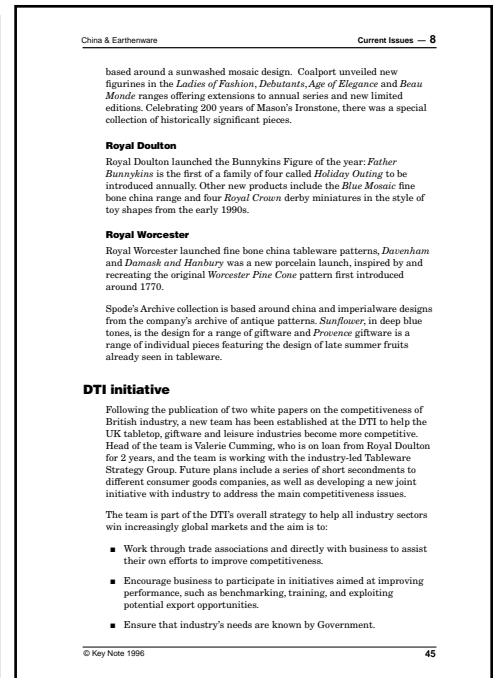 China & Earthenware
Current Issues — 8
based around a sunwashed mosaic design. Coalport unveiled new
figurines in the Ladies of Fashion, Debutants, Age of Elegance and Beau
Monde ranges offering extensions to annual series and new limited
editions. Celebrating 200 years of Mason's Ironstone, there was a special
collection of historically significant pieces.
Royal Doulton
Royal Doulton launched the Bunnykins Figure of the year: Father
Bunnykins is the first of a family of four called Holiday Outing to be
introduced annually. Other new products include the Blue Mosaic fine
bone china range and four Royal Crown derby miniatures in the style of
toy shapes from the early 1990s.
Royal Worcester
Royal Worcester launched fine bone china tableware patterns, Davenham
and Damask and Hanbury was a new porcelain launch, inspired by and
recreating the original Worcester Pine Cone pattern first introduced
around 1770.
Spode's Archive collection is based around china and imperialware designs
from the company's archive of antique patterns. Sunflower, in deep blue
tones, is the design for a range of giftware and Provence giftware is a
range of individual pieces featuring the design of late summer fruits
already seen in tableware.
DTI initiative
Following the publication of two white papers on the competitiveness of
British industry, a new team has been established at the DTI to help the
UK tabletop, giftware and leisure industries become more competitive.
Head of the team is Valerie Cumming, who is on loan from Royal Doulton
for 2 years, and the team is working with the industry-led Tableware
Strategy Group. Future plans include a series of short secondments to
different consumer goods companies, as well as developing a new joint
initiative with industry to address the main competitiveness issues.
The team is part of the DTI's overall strategy to help all industry sectors
win increasingly global markets and the aim is to:
■ Work through trade associations and directly with business to assist
their own efforts to improve competitiveness.
■ Encourage business to participate in initiatives aimed at improving
performance, such as benchmarking, training, and exploiting
potential export opportunities.
■ Ensure that industry's needs are known by Government.
© Key Note 1996
45